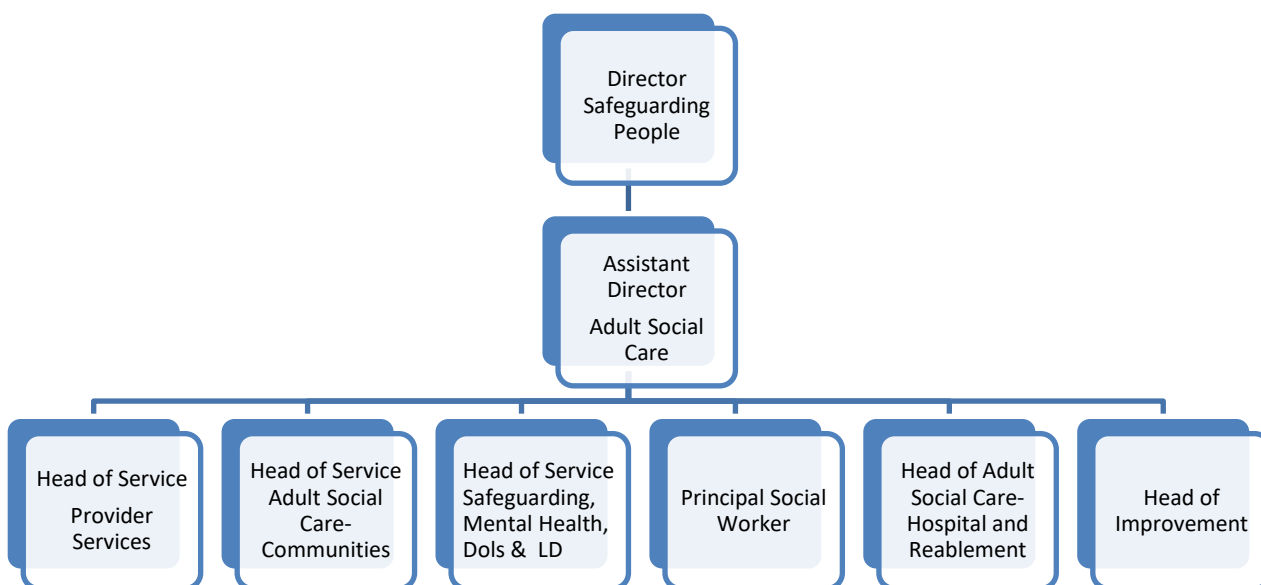 Director
Safeguarding
People
Assistant
Director
Adult Social
Care
Head of Service
Provider
Services
Head of Service
Adult Social
Care-
Communities
Head of Service
Safeguarding,
Mental Health,
Dols & LD
Principal Social
Worker
Head of Adult
Social Care-
Hospital and
Reablement
Head of
Improvement